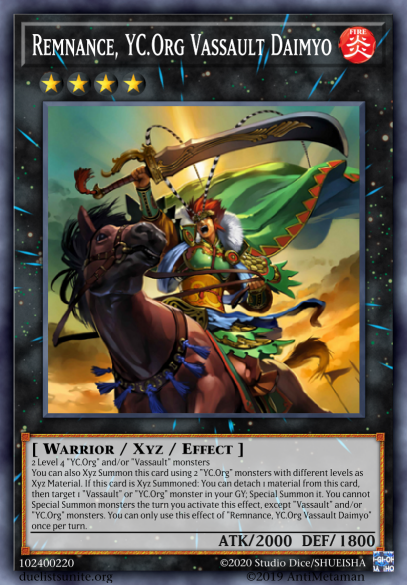 Remnance, YC.Org Vassault Daimyo
FIRE
炎
[ Warrior / Xyz / Effect ]
2 Level 4 "YC.Org" and/or "Vassault" monsters
You can also Xyz Summon this card using 2 "YC.Org" monsters with different levels as
Xyz Material. If this card is Xyz Summoned: You can detach 1 material from this card,
then target 1 "Vassault" or "YC.Org" monster in your GY; Special Summon it. You cannot
Special Summon monsters the turn you activate this effect, except "Vassault" and/or
"YC.Org" monsters. You can only use this effect of "Remnance, YC.Org Vassault Daimyo"
once per turn.
ATK/2000 DEF/1800
102400220 ©2020 Studio Dice/SHUEISHA
duelistsunite.org ©2019 AntiMetaman